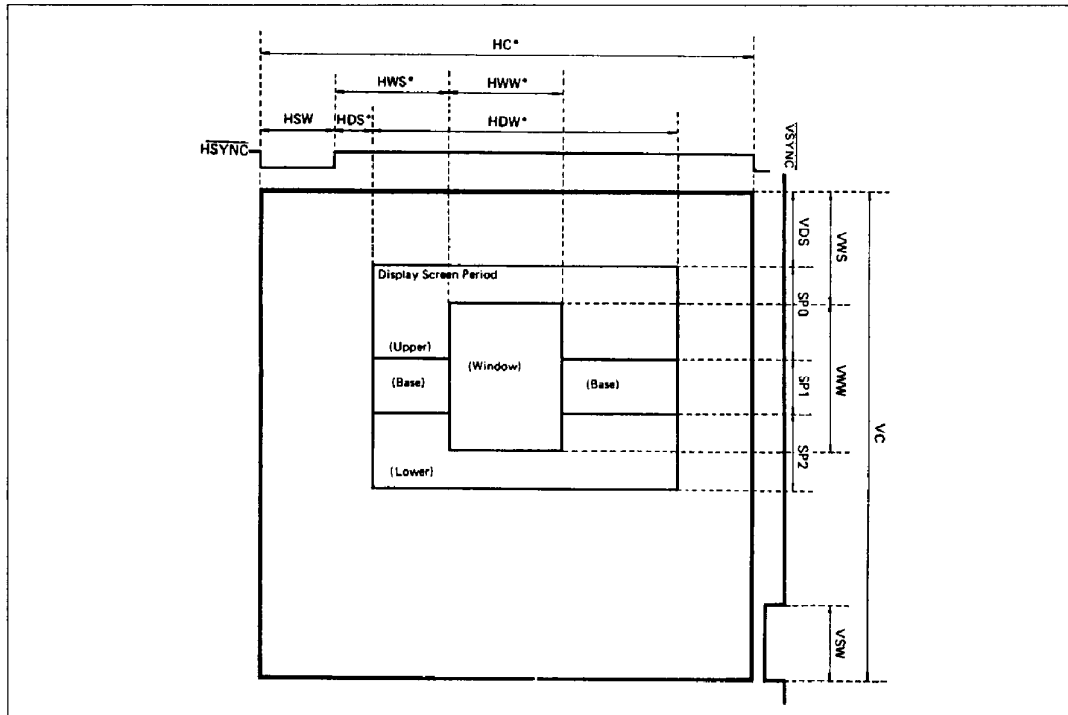 HC*
HWS* HWW*
HSW HDS* HDW*
HSYNC
VSYNC
VDS
VWS
Display Screen Period
SP0
(Upper)
(Window)
(Base)
(Base)
SP1
VWW
VC
SP2
(Lower)
VSW